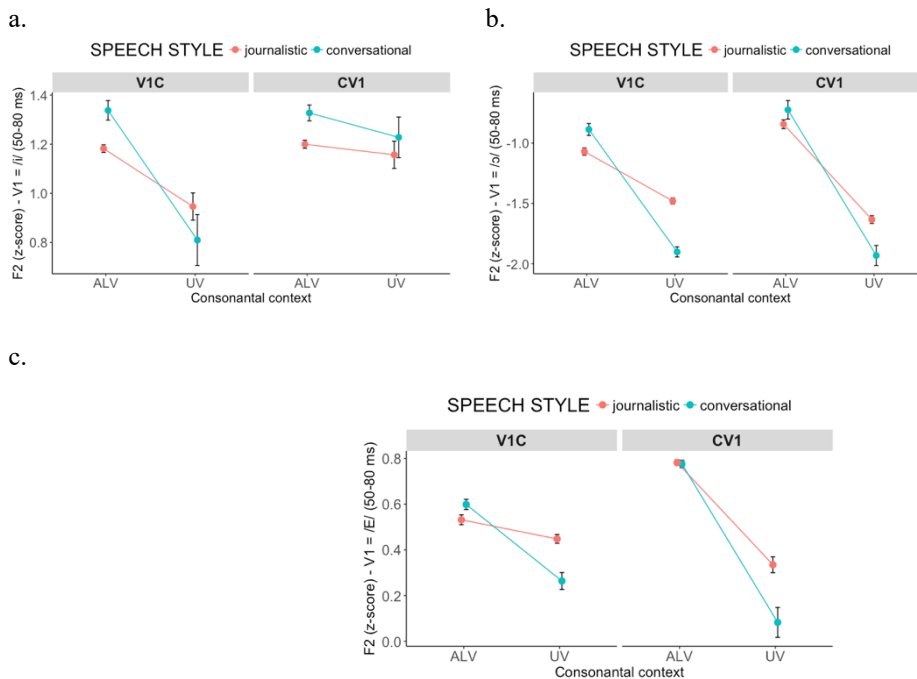 a.
SPEECH STYLE journalistic conversational
V1C CV1
F2 (z-score) - V1 = /i/ (50-80 ms)
1.4
1.2
1.0
0.8
ALV UV ALV UV
Consonantal context
b.
SPEECH STYLE journalistic conversational
V1C CV1
F2 (z-score) - V1 = /ɔ/ (50-80 ms)
-1.0
-1.5
-2.0
ALV UV ALV UV
Consonantal context
c.
SPEECH STYLE journalistic conversational
V1C CV1
F2 (z-score) - V1 = /E/ (50-80 ms)
0.8
0.6
0.4
0.2
0.0
ALV UV ALV UV
Consonantal context